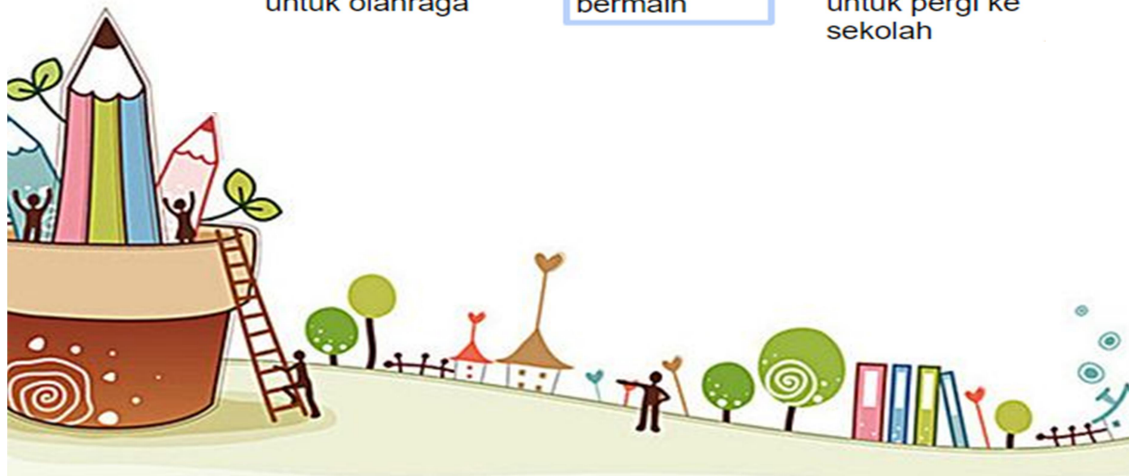 untuk olahraga
bermain
untuk pergi ke
sekolah